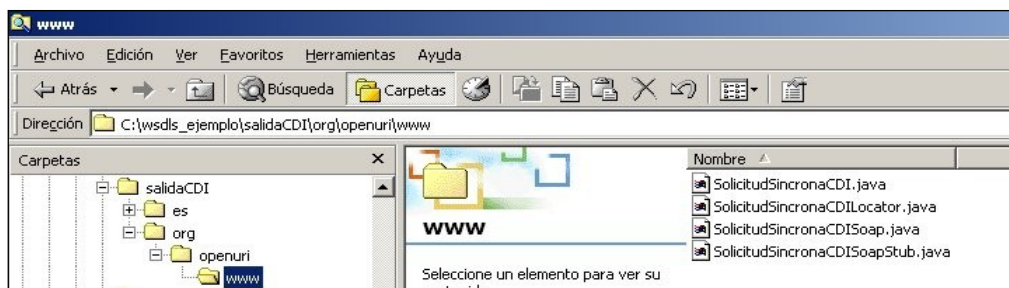 www
Archivo Edición Ver Favoritos Herramientas Ayuda
Atrás Búsqueda Carpetas
Dirección C:\wsdls_ejemplo\salidaCDI\org\openuri\www
Carpetas
salidaCDI
es
org
openuri
www
www
Seleccione un elemento para ver su
Nombre
SolicitudSincronaCDI.java
SolicitudSincronaCDILocator.java
SolicitudSincronaCDISoap.java
SolicitudSincronaCDISoapStub.java